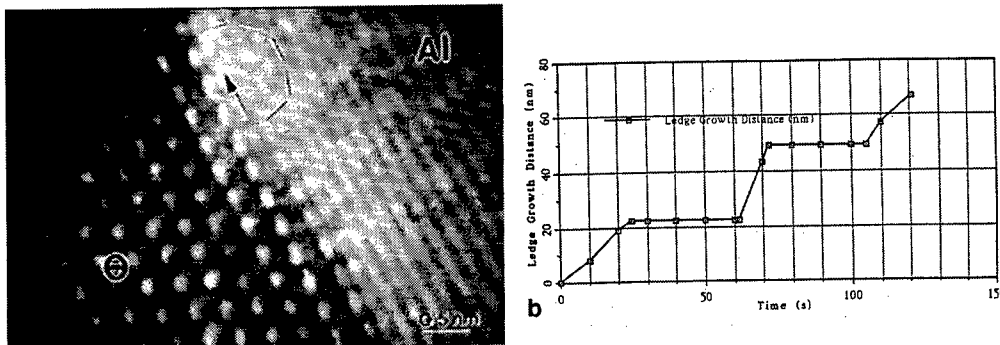 Al
Θ
0.5 nm
b
Ledge Growth Distance (nm)
80
60
40
20
0
Ledge Growth Distance (nm)
0
50
100
15
Time (s)